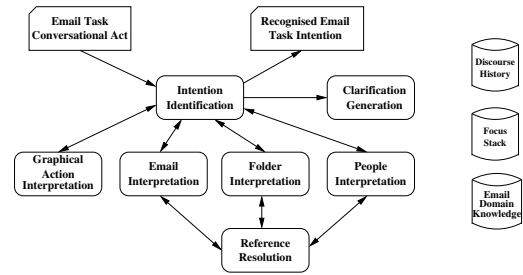 Email Task
Conversational Act
Recognised Email
Task Intention
Discourse
History
Intention
Identification
Clarification
Generation
Focus
Stack
Graphical
Action
Interpretation
Email
Interpretation
Folder
Interpretation
People
Interpretation
Email
Domain
Knowledge
Reference
Resolution